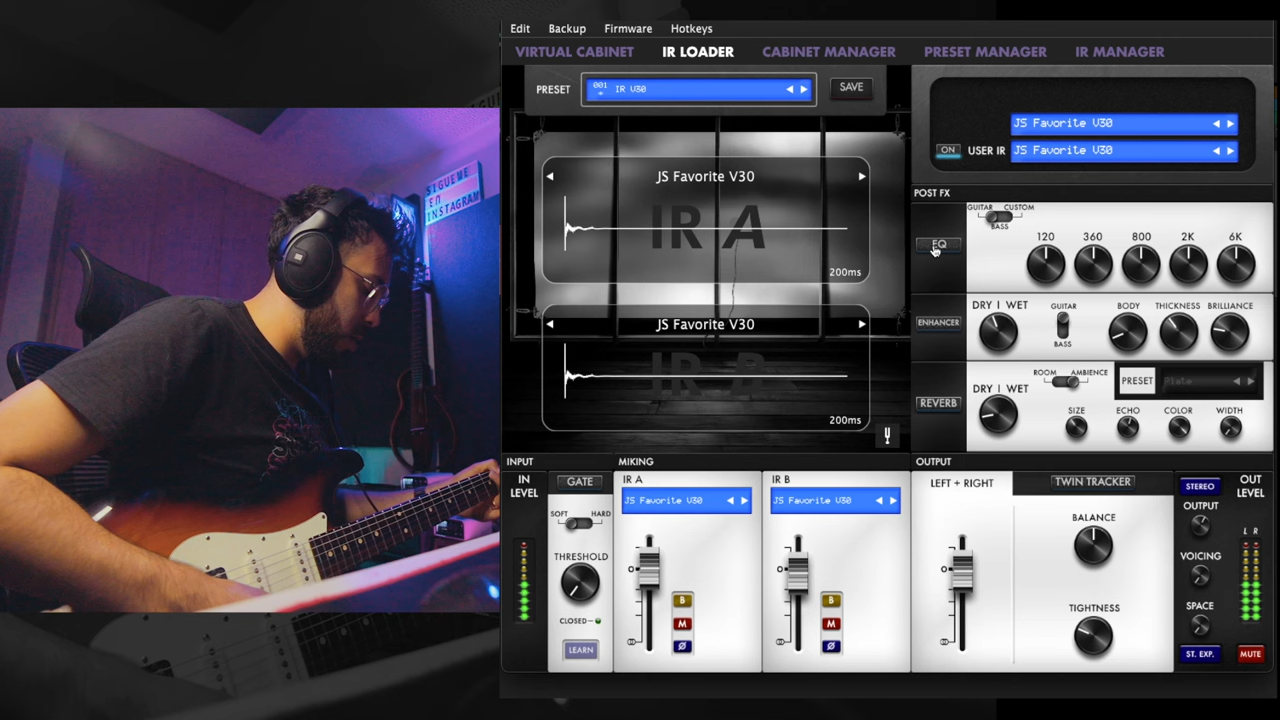 SIGUEME
EN
INSTAGRAM
Edit Backup Firmware Hotkeys
VIRTUAL CABINET IR LOADER CABINET MANAGER PRESET MANAGER IR MANAGER
PRESET 001 IR V30 SAVE
JS Favorite V30
ON USER IR JS Favorite V30
JS Favorite V30
IR A
200ms
JS Favorite V30
IR B
200ms
POST FX
EQ
GUITAR CUSTOM
BASS
120 360 800 2K 6K
ENHANCER
DRY | WET
GUITAR
BASS
BODY THICKNESS BRILLIANCE
REVERB
DRY | WET
ROOM AMBIENCE
PRESET Plate
SIZE ECHO COLOR WIDTH
INPUT
IN
LEVEL
GATE
SOFT HARD
THRESHOLD
CLOSED
LEARN
MIKING
IR A
JS Favorite V30
0
B
M
Ø
IR B
JS Favorite V30
0
B
M
Ø
OUTPUT
LEFT + RIGHT
0
TWIN TRACKER
BALANCE
TIGHTNESS
STEREO
OUTPUT
VOICING
SPACE
ST. EXP.
OUT
LEVEL
L R
MUTE